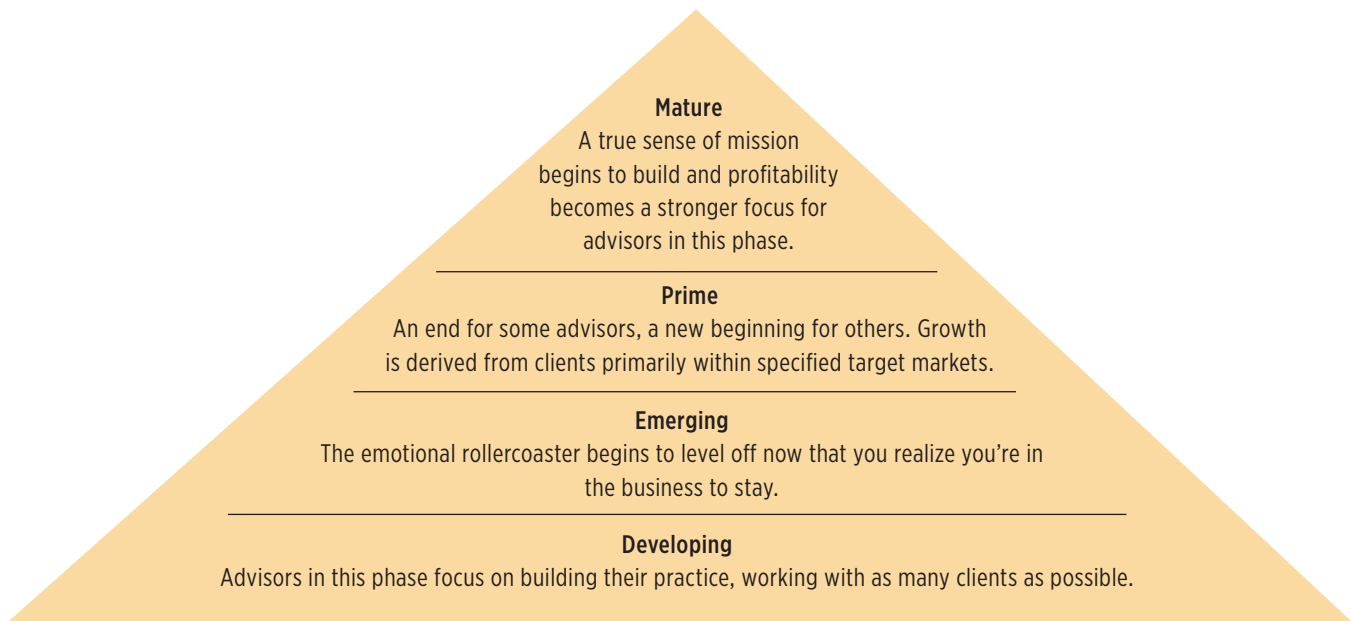 Mature
A true sense of mission
begins to build and profitability
becomes a stronger focus for
advisors in this phase.
Prime
An end for some advisors, a new beginning for others. Growth
is derived from clients primarily within specified target markets.
Emerging
The emotional rollercoaster begins to level off now that you realize you’re in
the business to stay.
Developing
Advisors in this phase focus on building their practice, working with as many clients as possible.